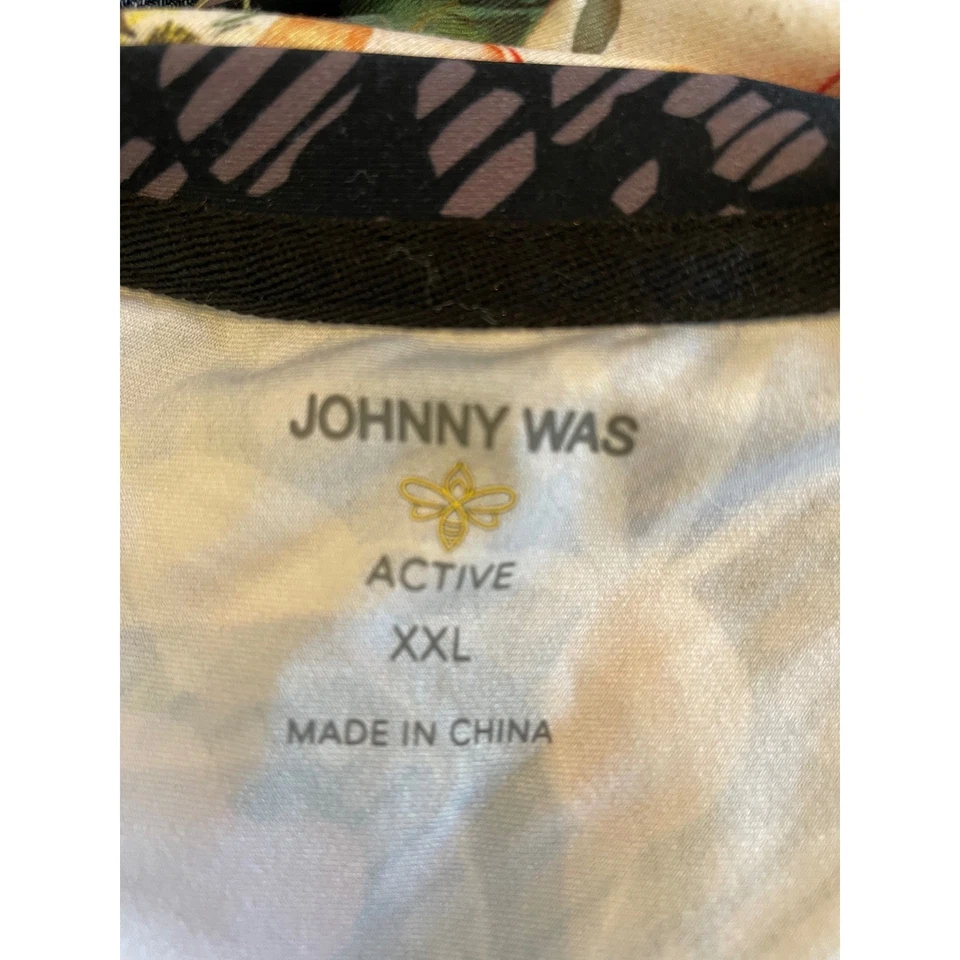 JOHNNY WAS
ACTIVE
XXL
MADE IN CHINA